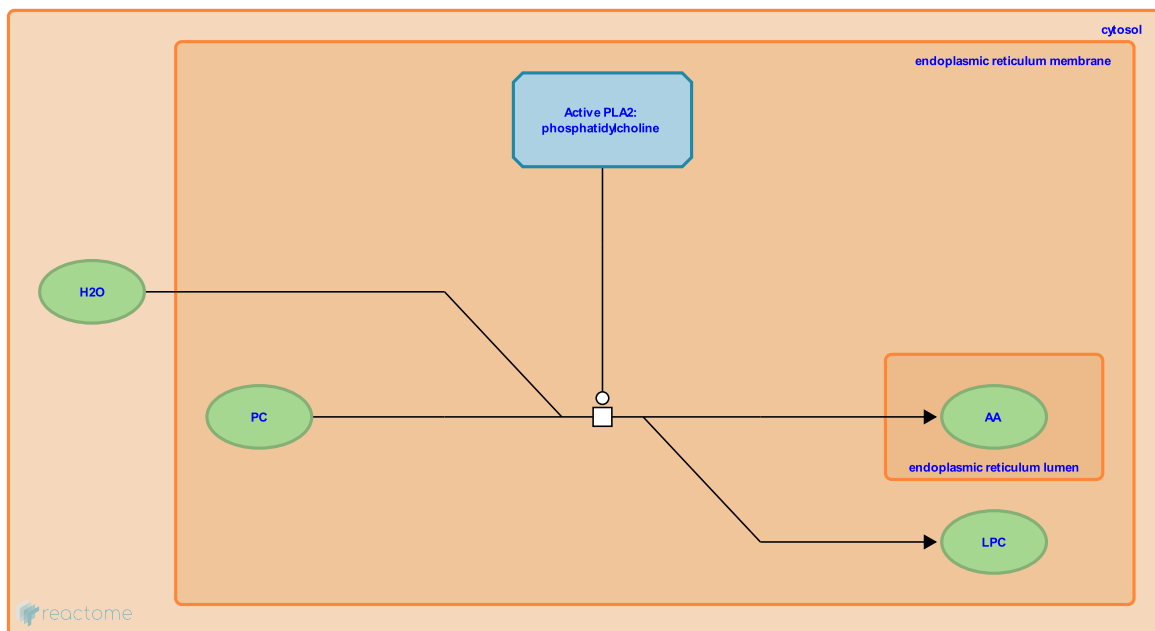 cytosol
endoplasmic reticulum membrane
Active PLA2:
phosphatidylcholine
H2O
PC
AA
endoplasmic reticulum lumen
LPC
reactome